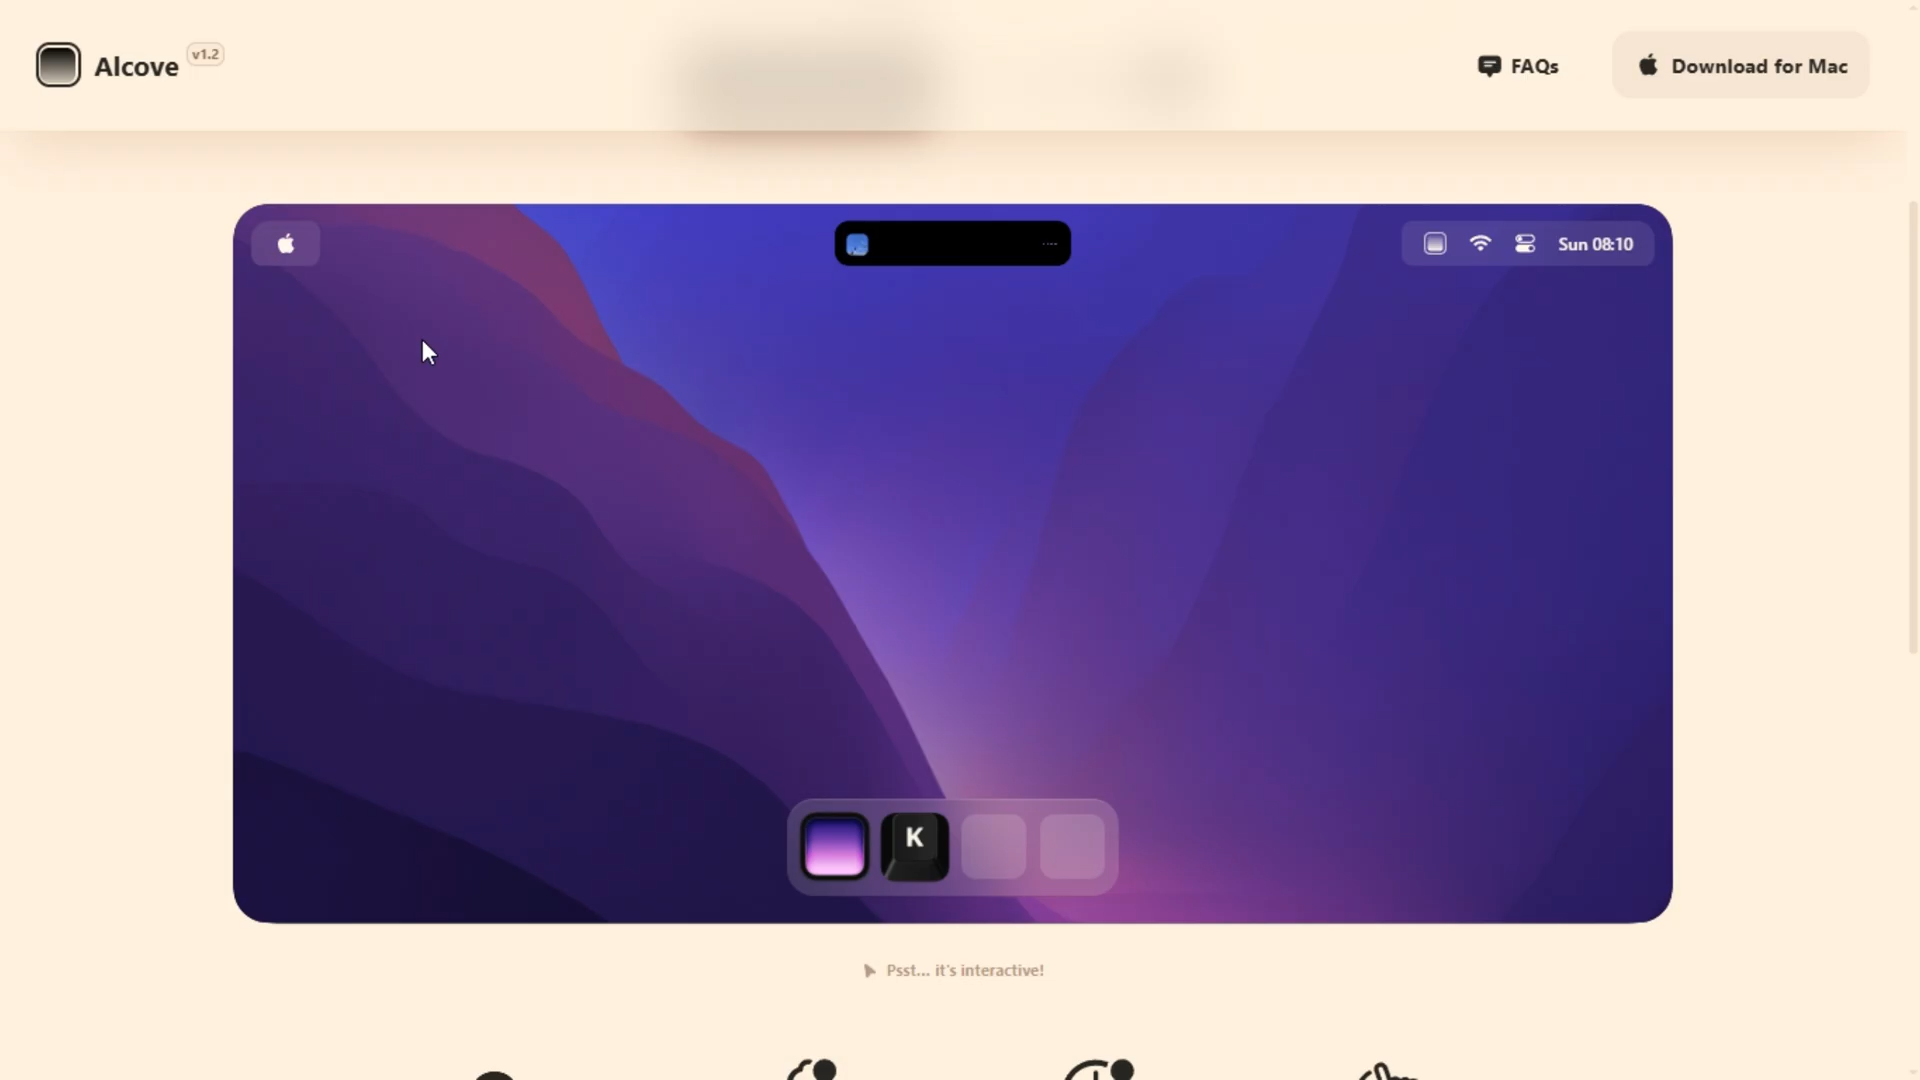 Alcove
v1.2
FAQs
Download for Mac
Sun 08:10
K
Psst... it's interactive!